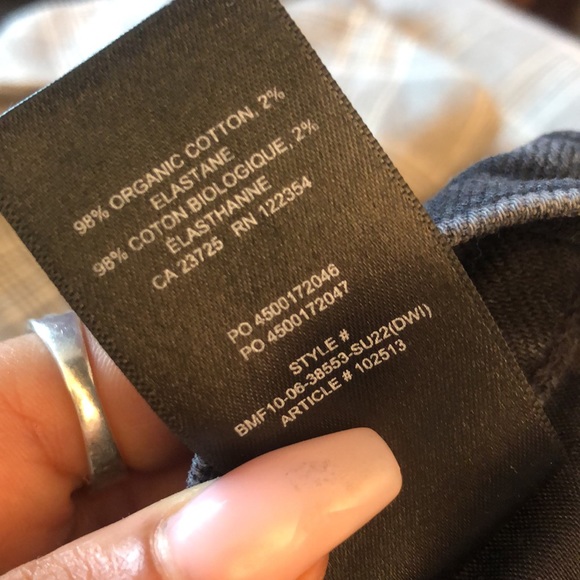 98% ORGANIC COTTON, 2%
ELASTANE
98% COTON BIOLOGIQUE, 2%
ÉLASTHANNE
CA 23725 RN 122354
PO 4500172046
PO 4500172047
STYLE #
BMF10-06-38553-SU22(DWI)
ARTICLE # 102513